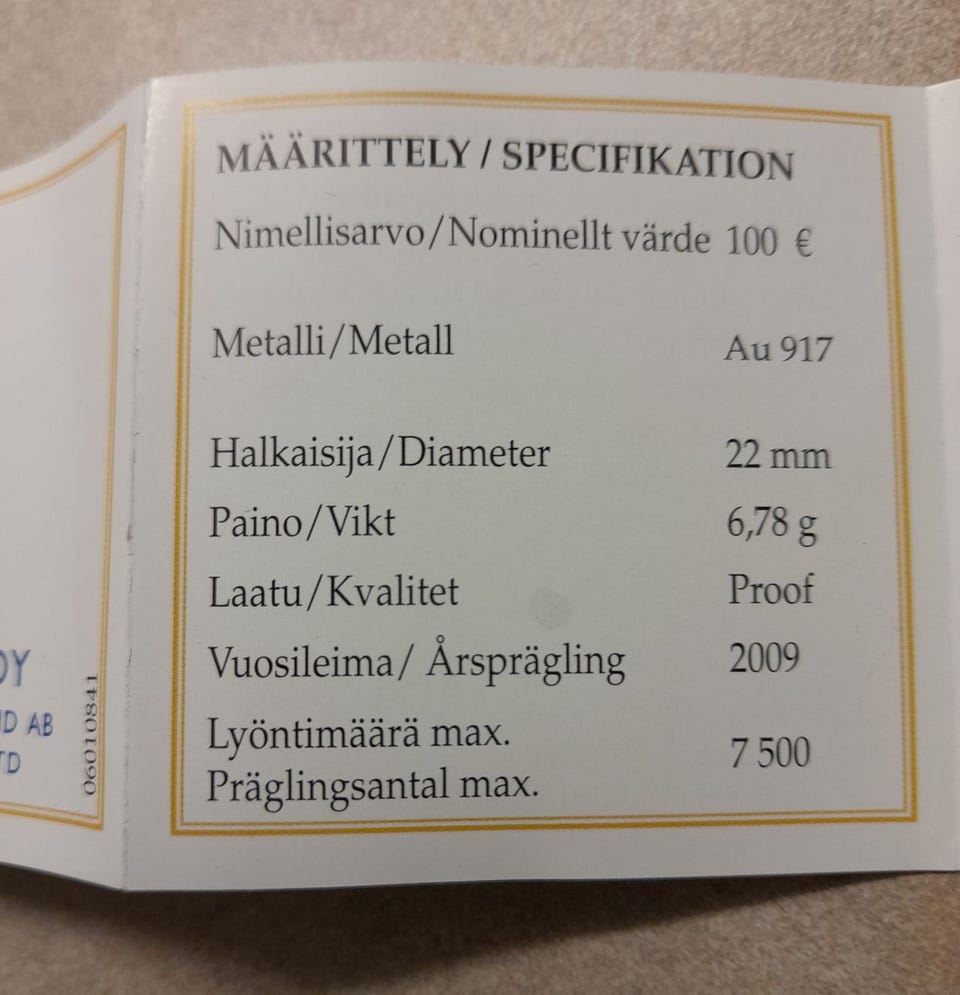 MÄÄRITTELY / SPECIFIKATION
Nimellisarvo/Nominellt värde 100 €
Metalli/Metall Au 917
Halkaisija/Diameter 22 mm
Paino/Vikt 6,78 g
Laatu/Kvalitet Proof
Vuosileima/ Årsprägling 2009
Lyöntimäärä max.
Präglingsantal max. 7 500
OY
ND AB
TD
06010841